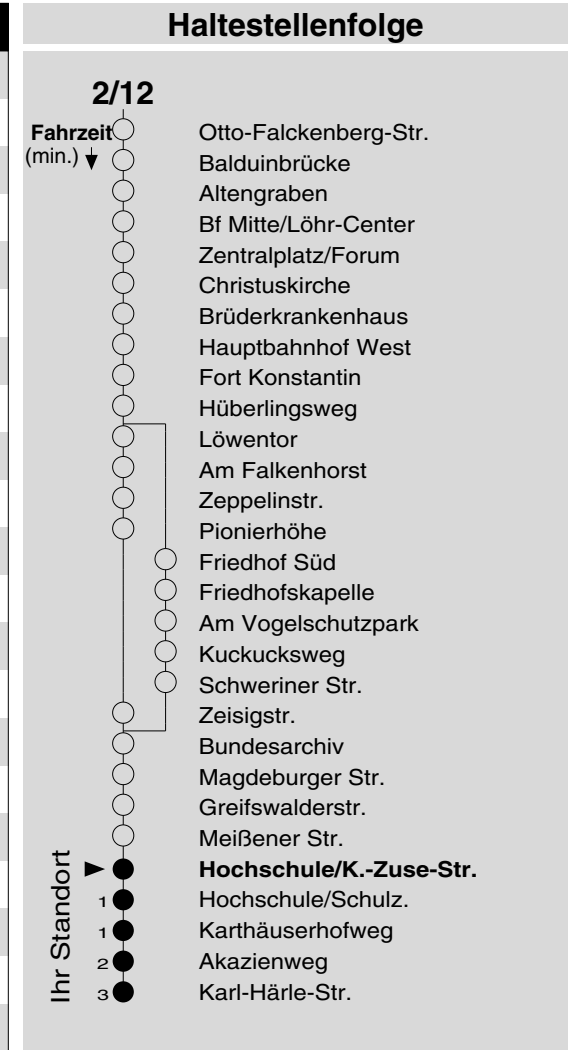 Haltestellenfolge
2/12
Fahrzeit
(min.)
Otto-Falckenberg-Str.
Balduinbrücke
Altengraben
Bf Mitte/Löhr-Center
Zentralplatz/Forum
Christuskirche
Brüderkrankenhaus
Hauptbahnhof West
Fort Konstantin
Hüberlingsweg
Löwentor
Am Falkenhorst
Zeppelinstr.
Pionierhöhe
Friedhof Süd
Friedhofskapelle
Am Vogelschutzpark
Kuckucksweg
Schweriner Str.
Zeisigstr.
Bundesarchiv
Magdeburger Str.
Greifswalderstr.
Meißener Str.
Ihr Standort
Hochschule/K.-Zuse-Str.
1 Hochschule/Schulz.
1 Karthäuserhofweg
2 Akazienweg
3 Karl-Härle-Str.